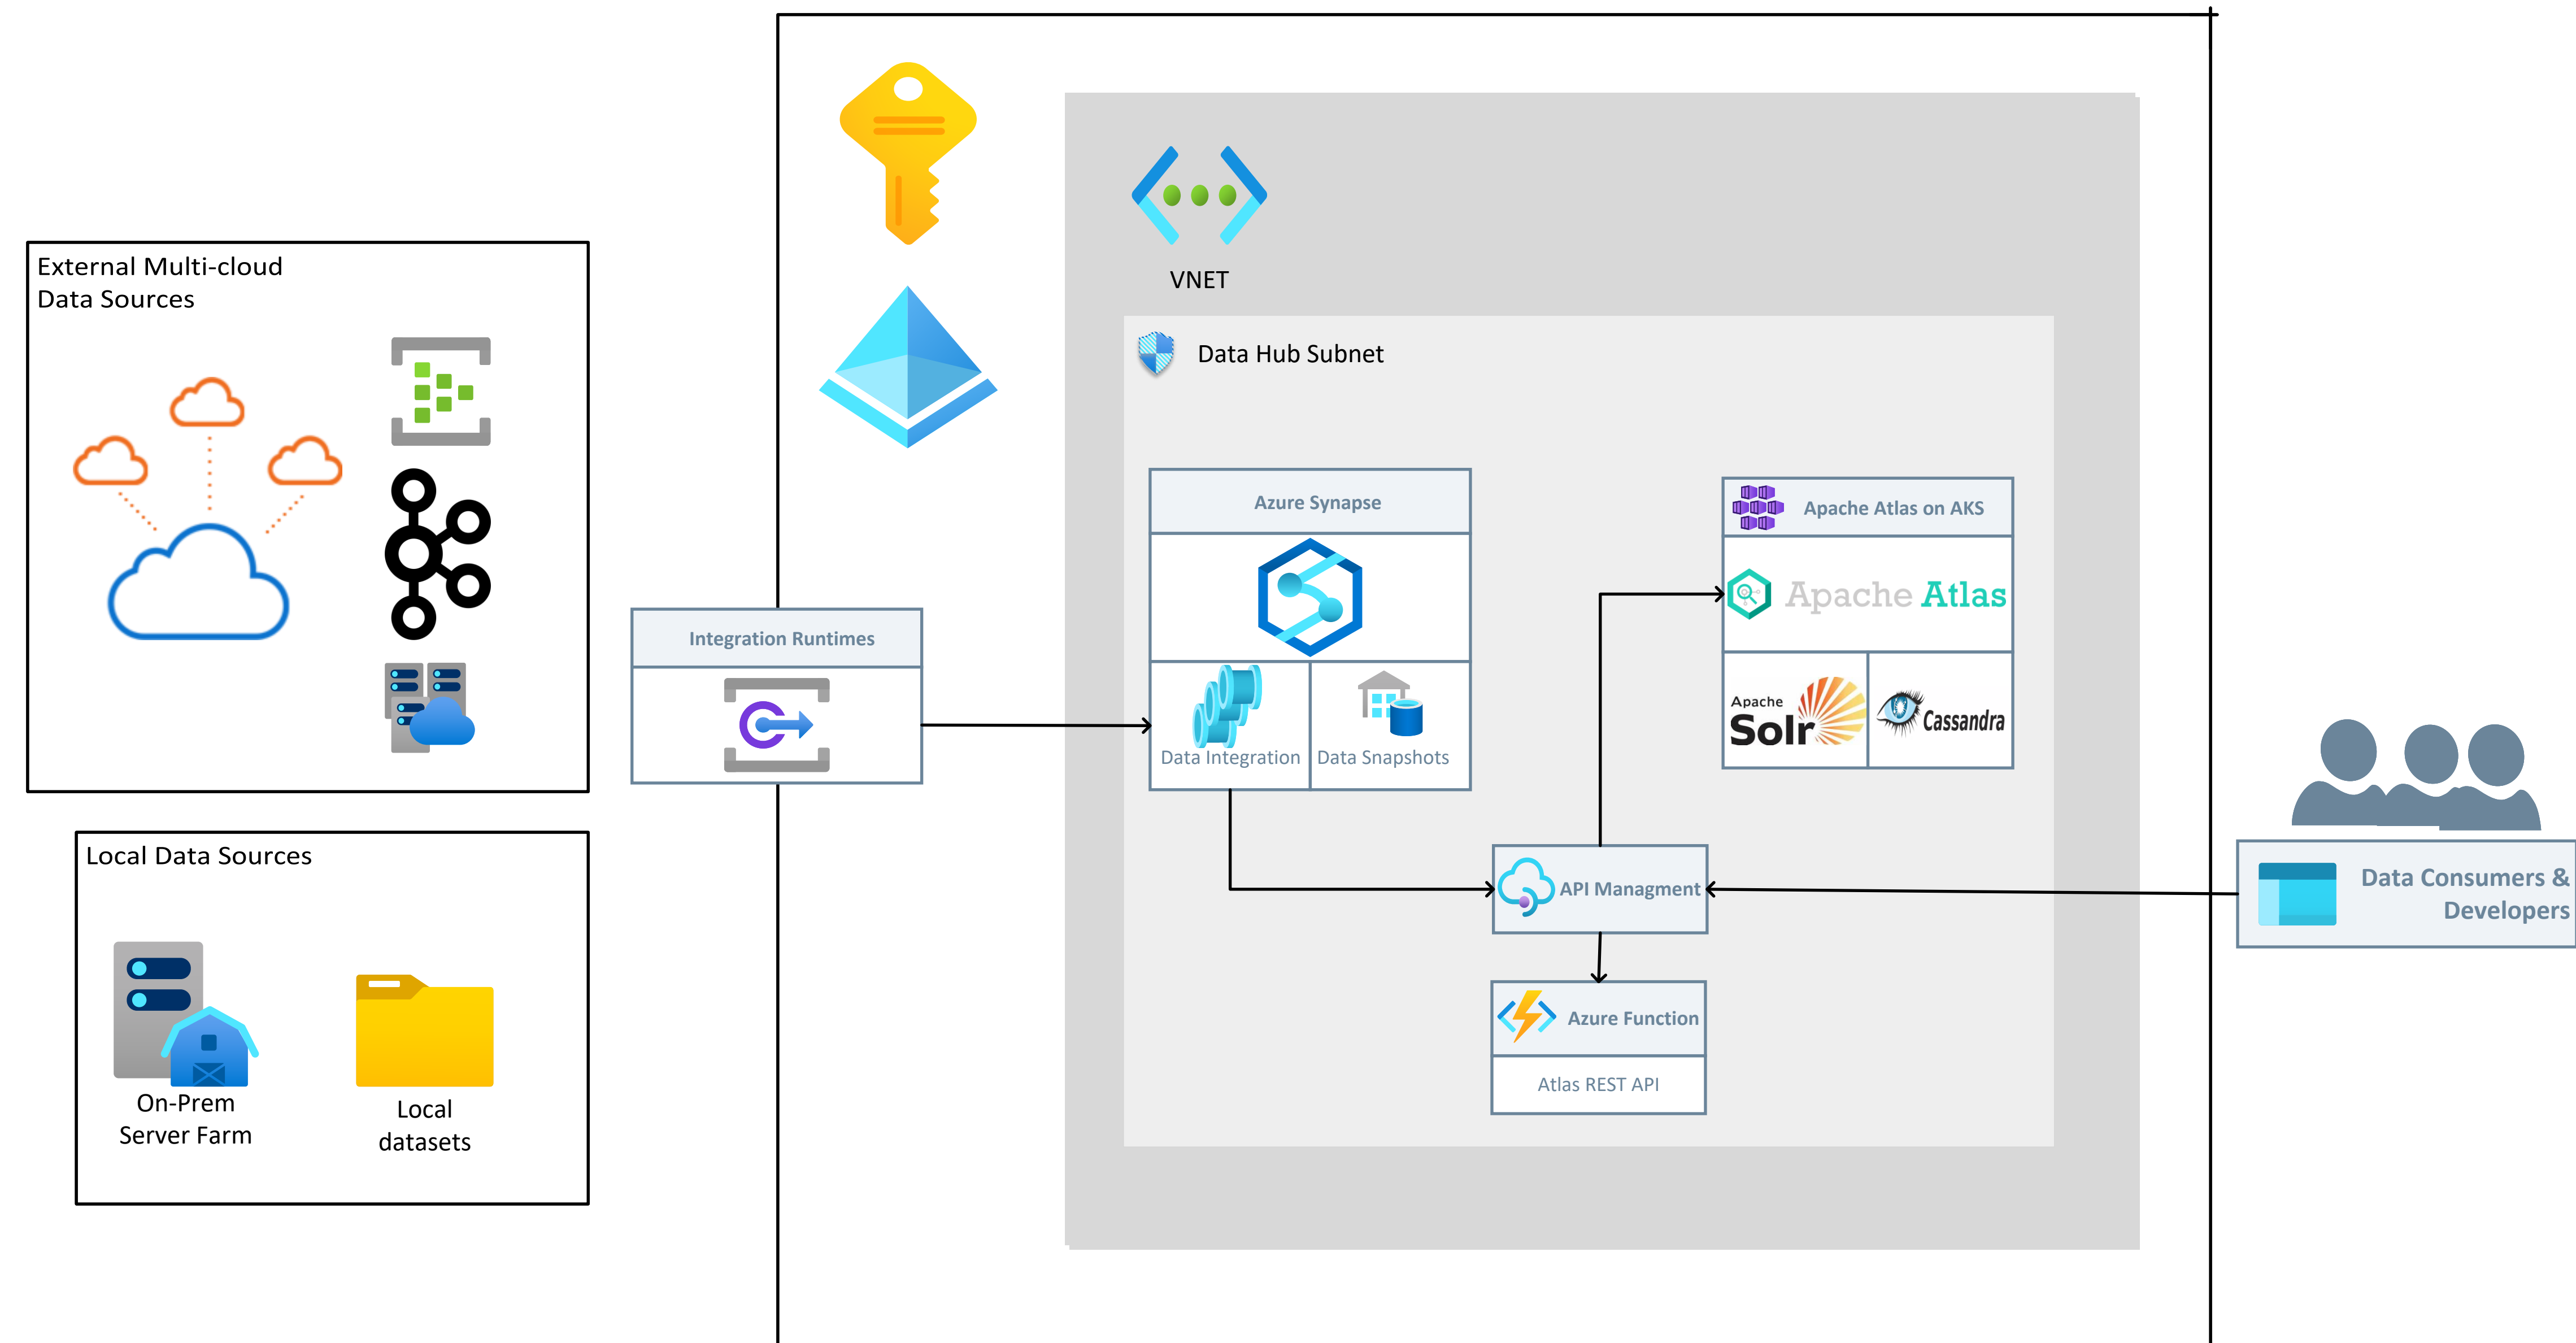 External Multi-cloud
Data Sources
Local Data Sources
On-Prem
Server Farm
Local
datasets
Integration Runtimes
VNET
Data Hub Subnet
Azure Synapse
Data Integration
Data Snapshots
Apache Atlas on AKS
Apache Atlas
Apache
Solr
Cassandra
API Managment
Azure Function
Atlas REST API
Data Consumers &
Developers